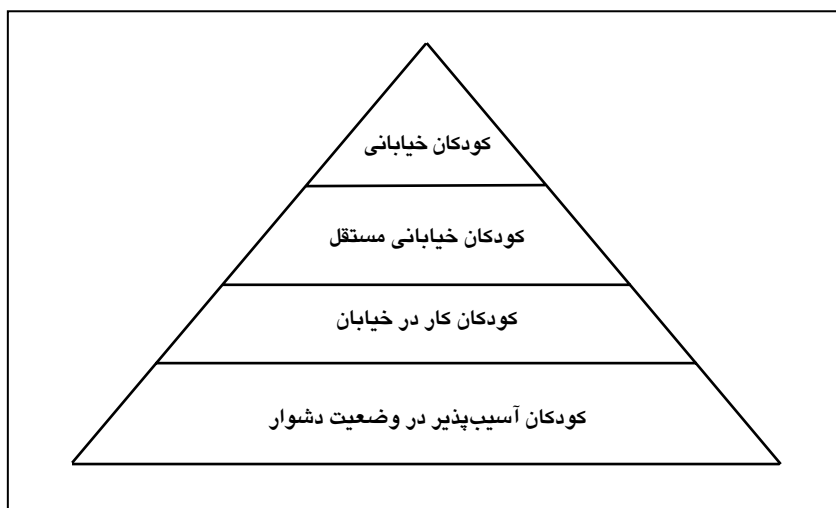 کودکان خیابانی
کودکان خیابانی مستقل
کودکان کار در خیابان
کودکان آسیب‌پذیر در وضعیت دشوار